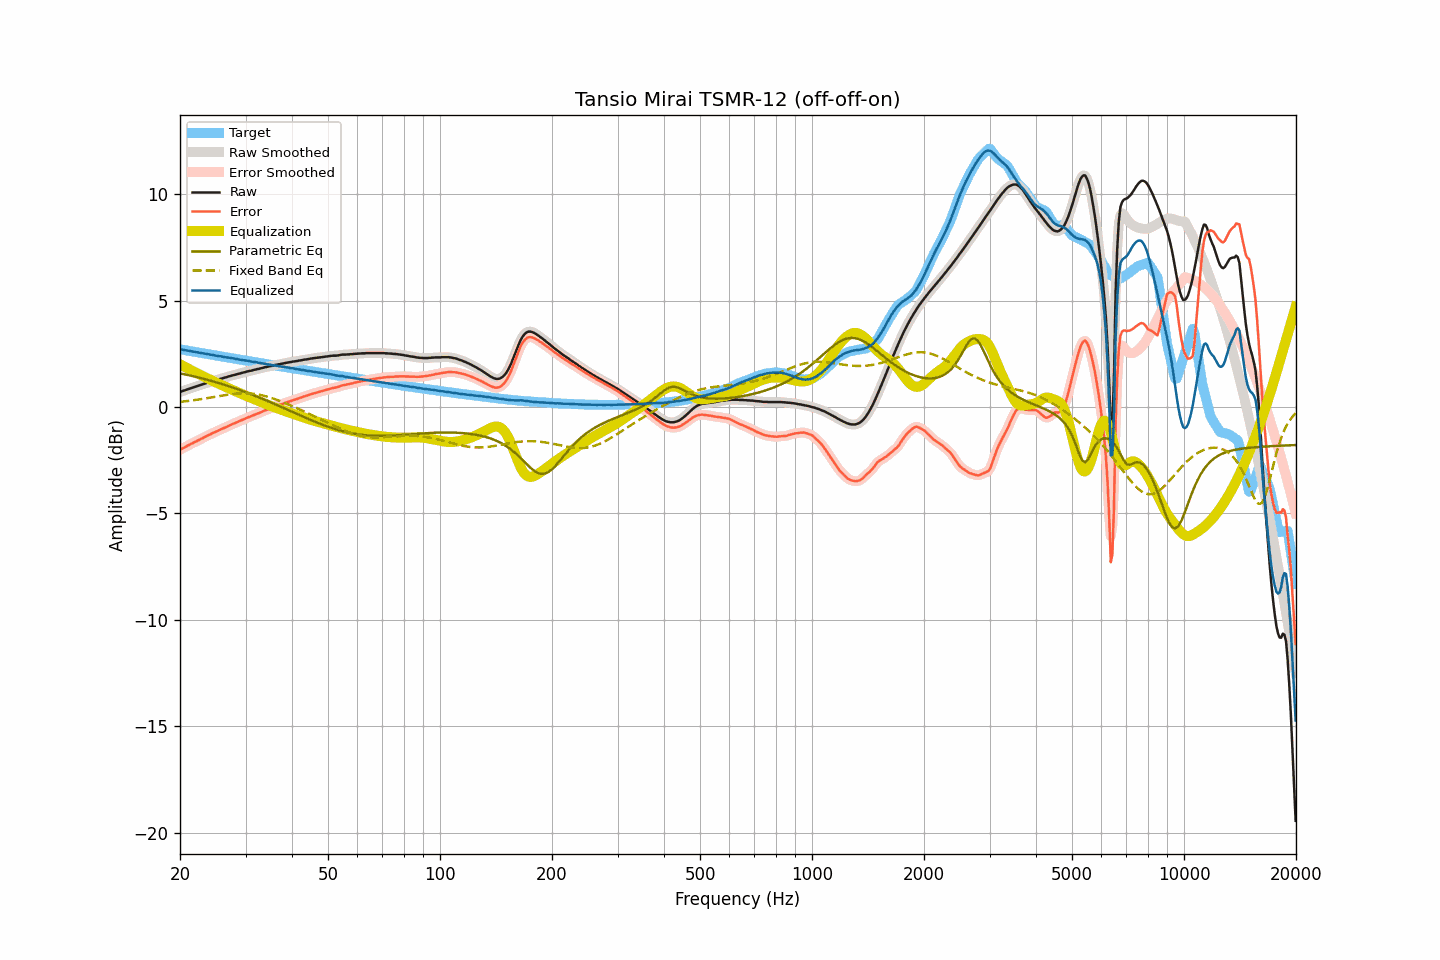 Tansio Mirai TSMR-12 (off-off-on)
Target
Raw Smoothed
Error Smoothed
Raw
Error
Equalization
Parametric Eq
Fixed Band Eq
Equalized
10
5
0
−5
−10
−15
−20
Amplitude (dBr)
20 50 100 200 500 1000 2000 5000 10000 20000
Frequency (Hz)